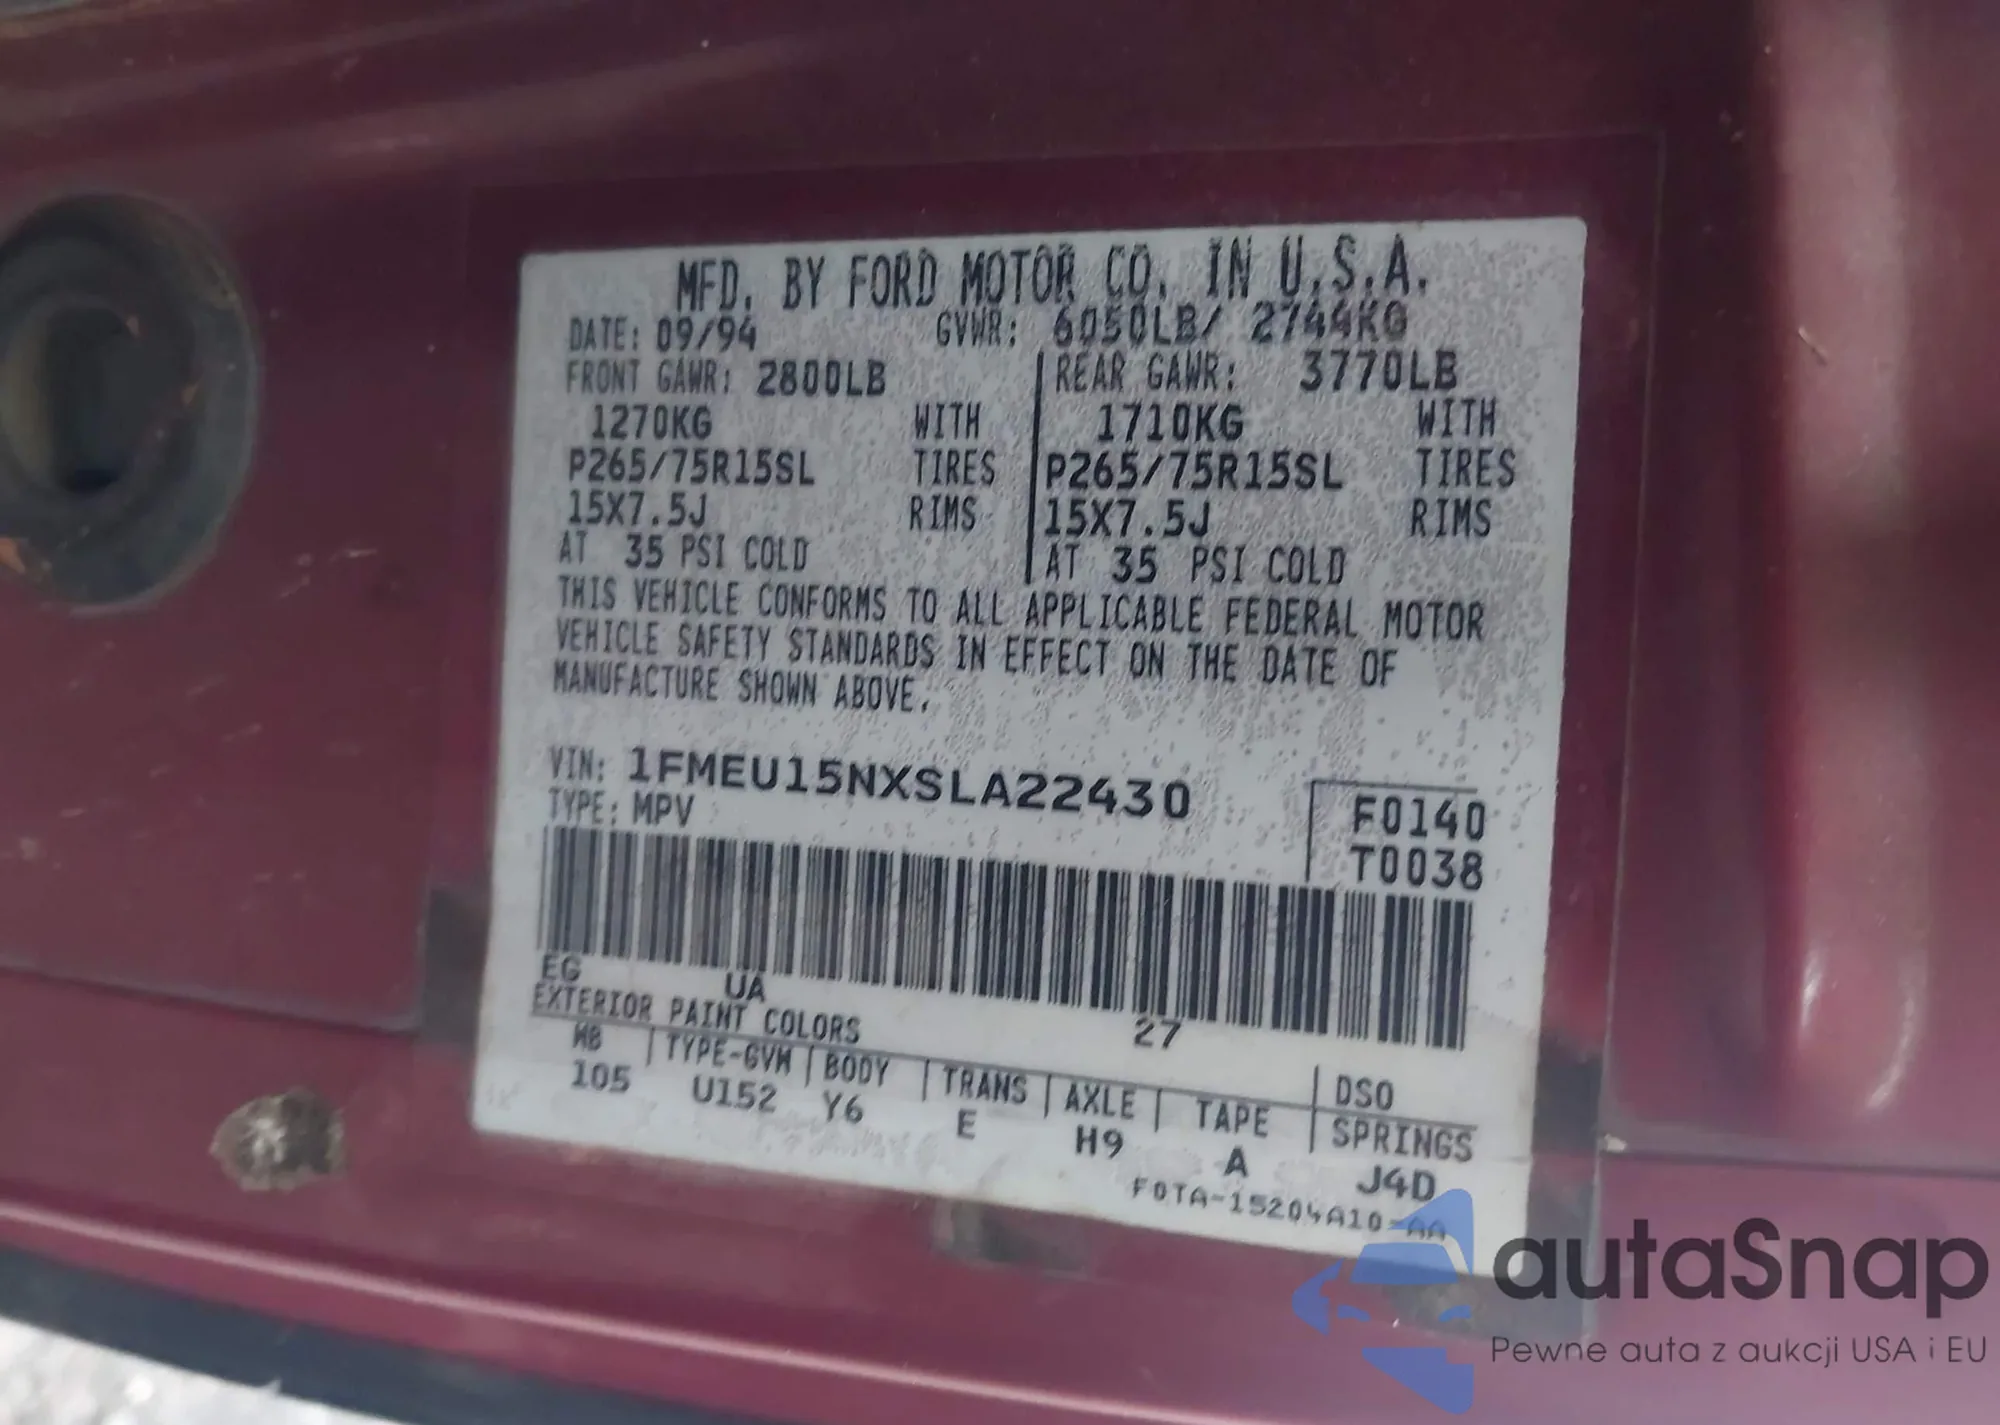 MFD. BY FORD MOTOR CO. IN U.S.A.
DATE: 09/94 GVWR: 6050LB/ 2744KG
FRONT GAWR: 2800LB REAR GAWR: 3770LB
1270KG WITH 1710KG WITH
P265/75R15SL TIRES P265/75R15SL TIRES
15X7.5J RIMS 15X7.5J RIMS
AT 35 PSI COLD AT 35 PSI COLD
THIS VEHICLE CONFORMS TO ALL APPLICABLE FEDERAL MOTOR
VEHICLE SAFETY STANDARDS IN EFFECT ON THE DATE OF
MANUFACTURE SHOWN ABOVE.
VIN: 1FMEU15NXSLA22430
TYPE: MPV
F0140
T0038
EG UA 27
EXTERIOR PAINT COLORS DSO
WB TYPE-GVW BODY TRANS AXLE TAPE SPRINGS
105 U152 Y6 E H9 A J4D
F0TA-15204A10-AA
autaSnap
Pewne auta z aukcji USA i EU